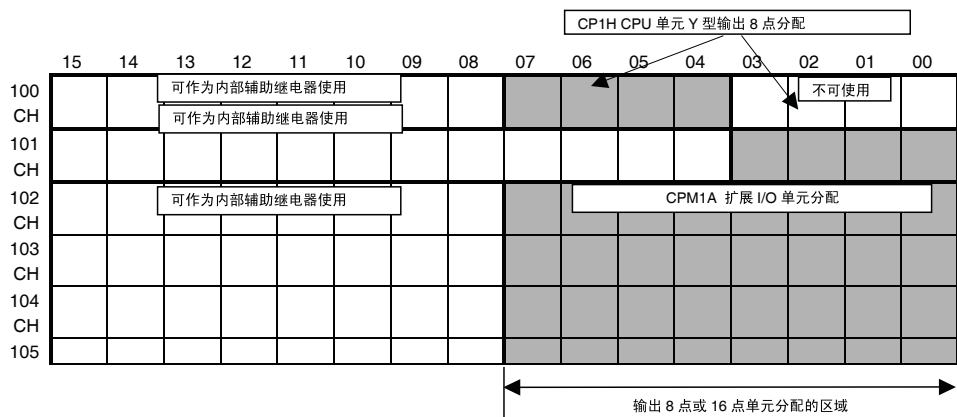 CP1H CPU 单元 Y 型输出 8 点分配
15 14 13 12 11 10 09 08 07 06 05 04 03 02 01 00
100 可作为内部辅助继电器使用 不可使用
CH 可作为内部辅助继电器使用
101
CH
102 可作为内部辅助继电器使用 CPM1A 扩展 I/O 单元分配
CH
103
CH
104
CH
105
输出 8 点或 16 点单元分配的区域